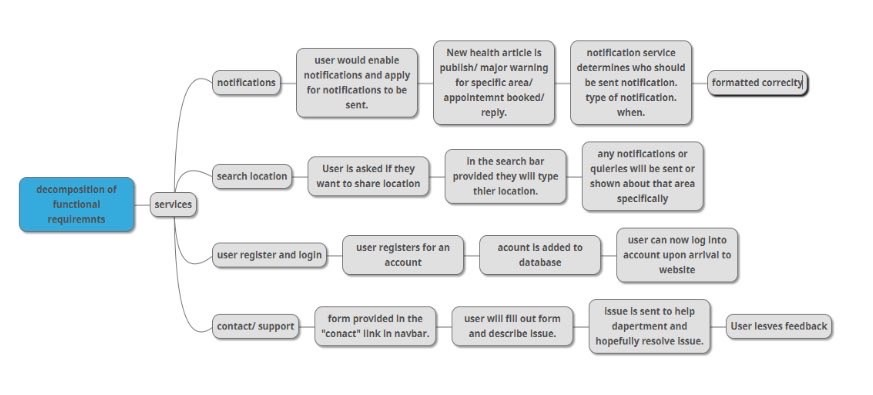 decomposition of
functional
requiremnts
services
notifications
user would enable
notifications and apply
for notifications to be
sent.
New health article is
publish/ major warning
for specific area/
appointemnt booked/
reply.
notification service
determines who should
be sent notification.
type of notification.
when.
formatted correclty
search location
User is asked if they
want to share location
in the search bar
provided they will type
thier location.
any notifications or
quieries will be sent or
shown about that area
specifically
user register and login
user registers for an
account
acount is added to
database
user can now log into
account upon arrival to
website
contact/ support
form provided in the
"conact" link in navbar.
user will fill out form
and describe issue.
issue is sent to help
dapertment and
hopefully resolve issue.
User lesves feedback